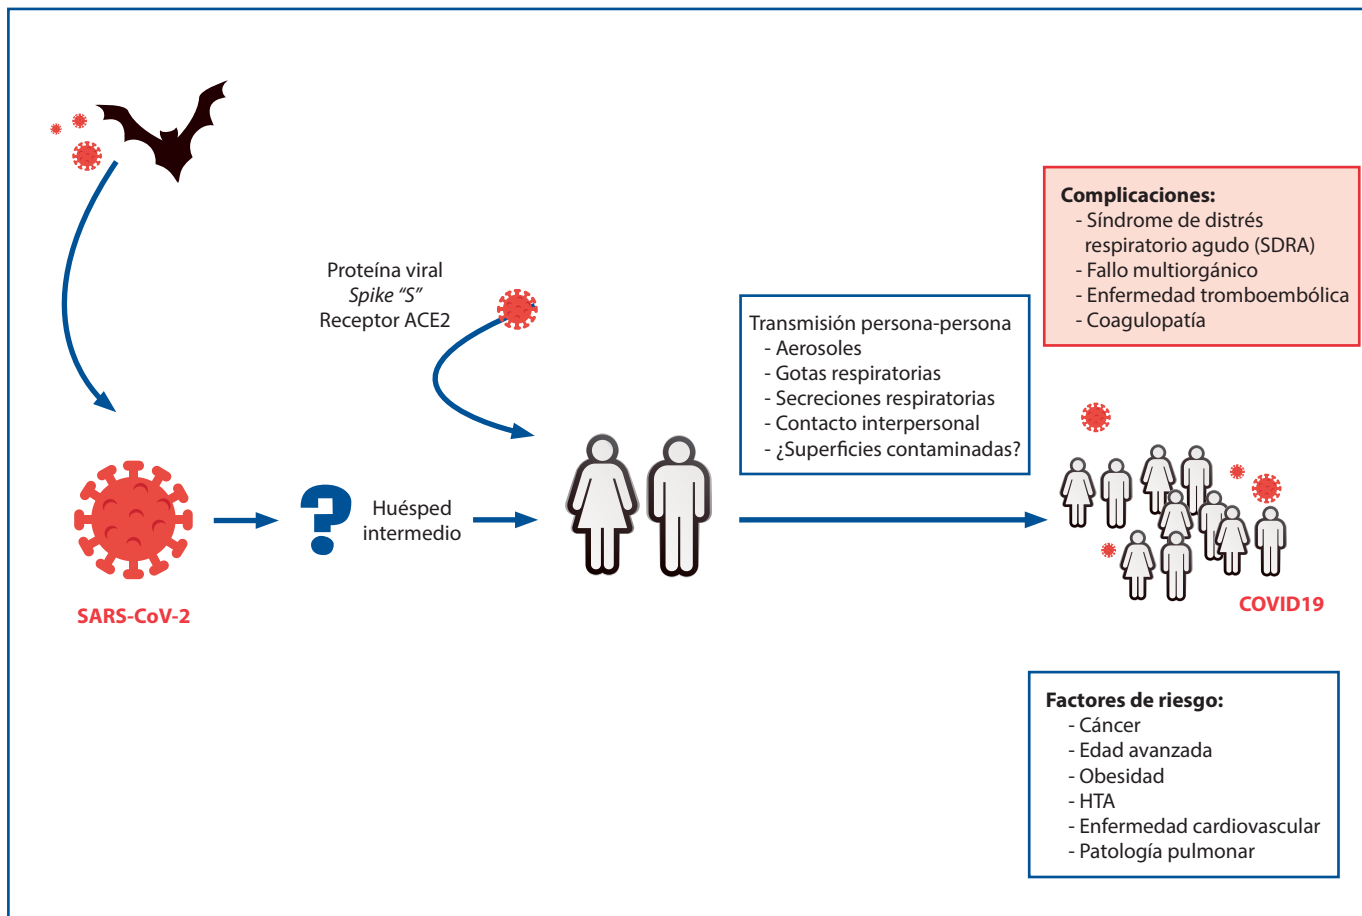 Proteína viral
Spike “S”
Receptor ACE2
SARS-CoV-2
?
Huésped
intermedio
Transmisión persona-persona
- Aerosoles
- Gotas respiratorias
- Secreciones respiratorias
- Contacto interpersonal
- ¿Superficies contaminadas?
Complicaciones:
- Síndrome de distrés
respiratorio agudo (SDRA)
- Fallo multiorgánico
- Enfermedad tromboembólica
- Coagulopatía
COVID19
Factores de riesgo:
- Cáncer
- Edad avanzada
- Obesidad
- HTA
- Enfermedad cardiovascular
- Patología pulmonar